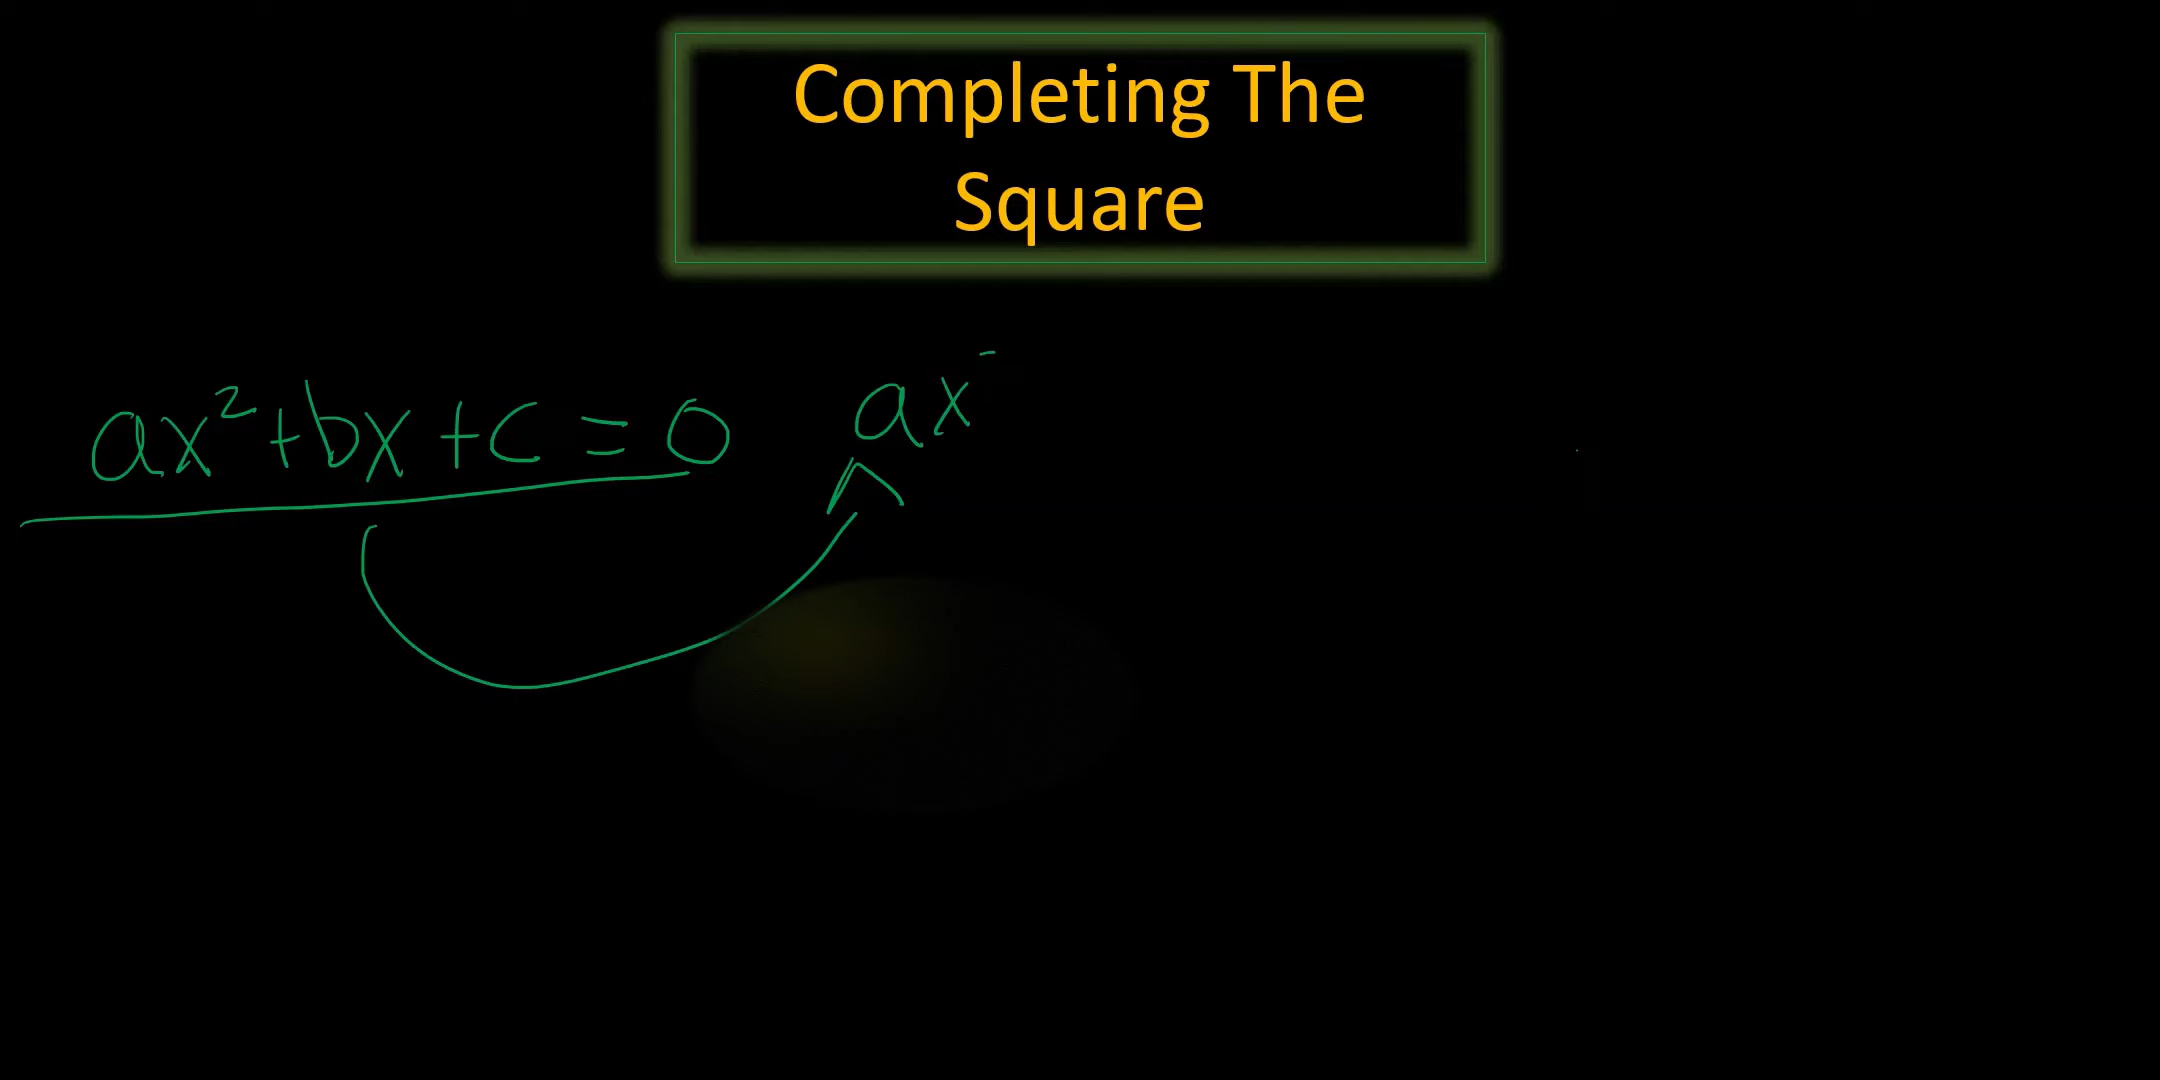 Completing The
Square
ax²+bx+c=0
ax